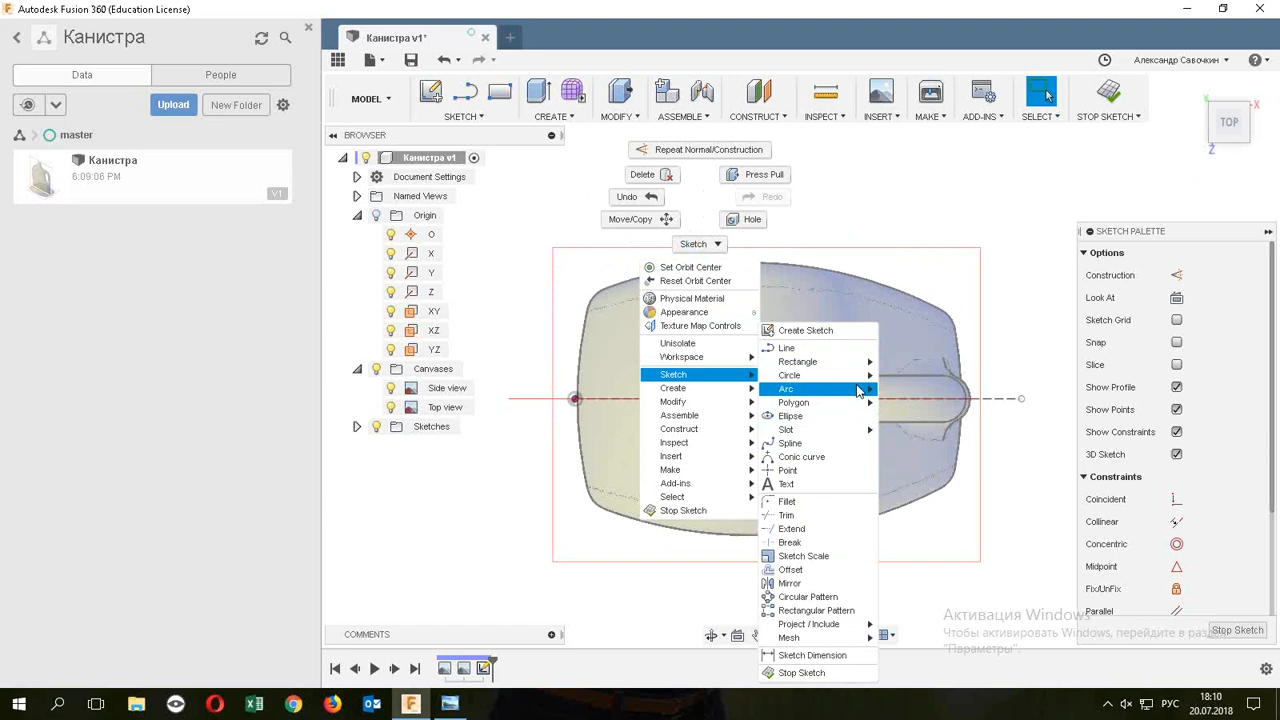 Autodesk Fusion 360 (Education License)
Канистра
Data
People
Upload
New Folder
master
Канистра
6:09:06 PM
V1
Канистра v1*
Александр Савочкин
MODEL
SKETCH
CREATE
MODIFY
ASSEMBLE
CONSTRUCT
INSPECT
INSERT
MAKE
ADD-INS
SELECT
STOP SKETCH
BROWSER
Канистра v1
Document Settings
Named Views
Origin
O
X
Y
Z
XY
XZ
YZ
Canvases
Side view
Top view
Sketches
Repeat Normal/Construction
Delete
Press Pull
Undo
Redo
Move/Copy
Hole
Sketch
Set Orbit Center
Reset Orbit Center
Physical Material
Appearance
Texture Map Controls
Unisolate
Workspace
Sketch
Create
Modify
Assemble
Construct
Inspect
Insert
Make
Add-ins
Select
Stop Sketch
Create Sketch
Line
Rectangle
Circle
Arc
Polygon
Ellipse
Slot
Spline
Conic curve
Point
Text
Fillet
Trim
Extend
Break
Sketch Scale
Offset
Mirror
Circular Pattern
Rectangular Pattern
Project / Include
Mesh
Sketch Dimension
Stop Sketch
X
TOP
Z
SKETCH PALETTE
Options
Construction
Look At
Sketch Grid
Snap
Slice
Show Profile
Show Points
Show Constraints
3D Sketch
Constraints
Coincident
Collinear
Concentric
Midpoint
Fix/UnFix
Parallel
Активация Windows
Чтобы активировать Windows, перейдите в раздел
"Параметры".
Stop Sketch
COMMENTS
РУС
18:10
20.07.2018